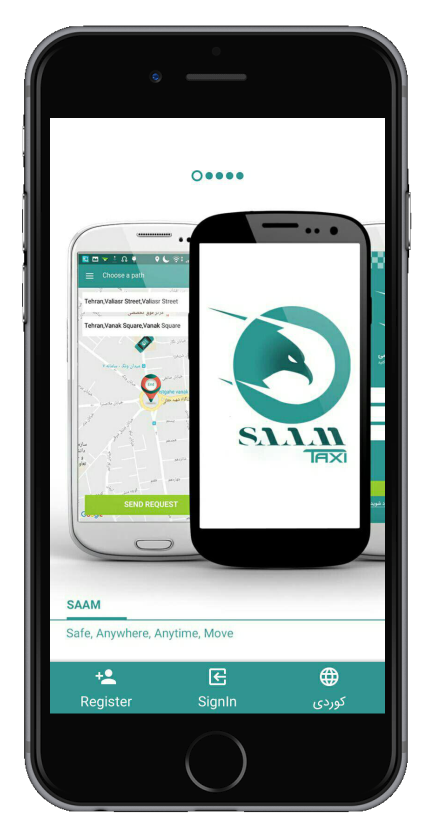 Choose a path
Tehran,Valiasr Street,Valiasr Street
Tehran,Vanak Square,Vanak Square
SEND REQUEST
SAAM
TAXI
SAAM
Safe, Anywhere, Anytime, Move
Register
SignIn
کوردی